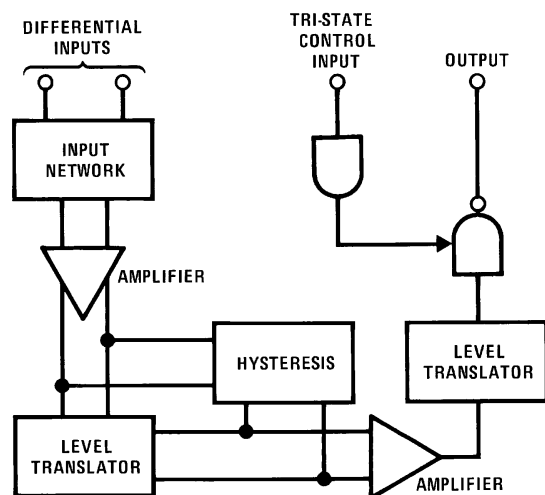 DIFFERENTIAL
INPUTS
TRI-STATE
CONTROL
INPUT
OUTPUT
INPUT
NETWORK
AMPLIFIER
HYSTERESIS
LEVEL
TRANSLATOR
LEVEL
TRANSLATOR
AMPLIFIER